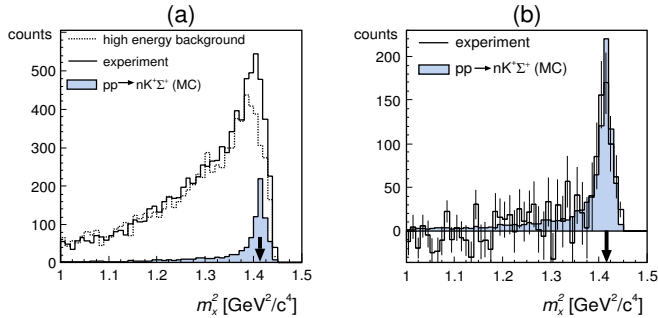 (a)
counts
high energy background
experiment
pp→nK⁺Σ⁺ (MC)
500
400
300
200
100
0
1 1.1 1.2 1.3 1.4 1.5
m²ₓ [GeV²/c⁴]
(b)
counts
experiment
pp→nK⁺Σ⁺ (MC)
200
150
100
50
0
1 1.1 1.2 1.3 1.4 1.5
m²ₓ [GeV²/c⁴]